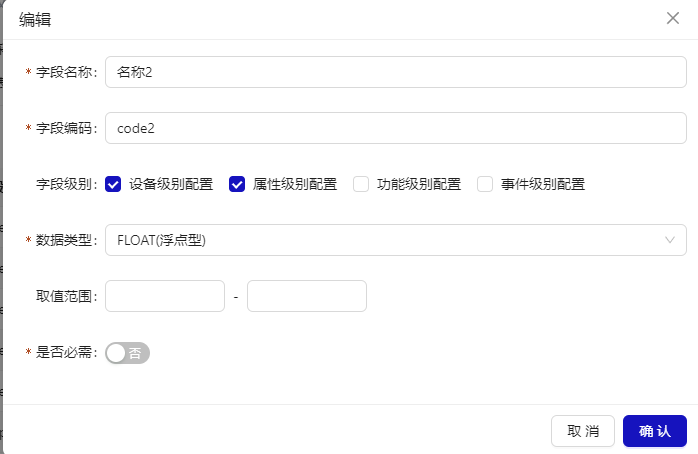 编辑
* 字段名称: 名称2
* 字段编码: code2
字段级别: 设备级别配置 属性级别配置 功能级别配置 事件级别配置
* 数据类型: FLOAT(浮点型)
取值范围: -
* 是否必需: 否
取 消 确 认